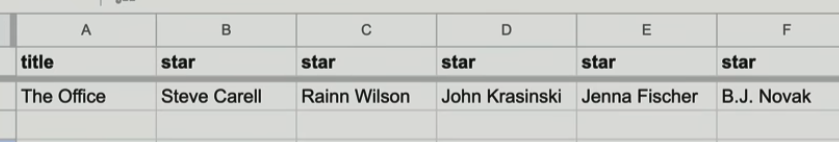 A B C D E F
title star star star star star
The Office Steve Carell Rainn Wilson John Krasinski Jenna Fischer B.J. Novak